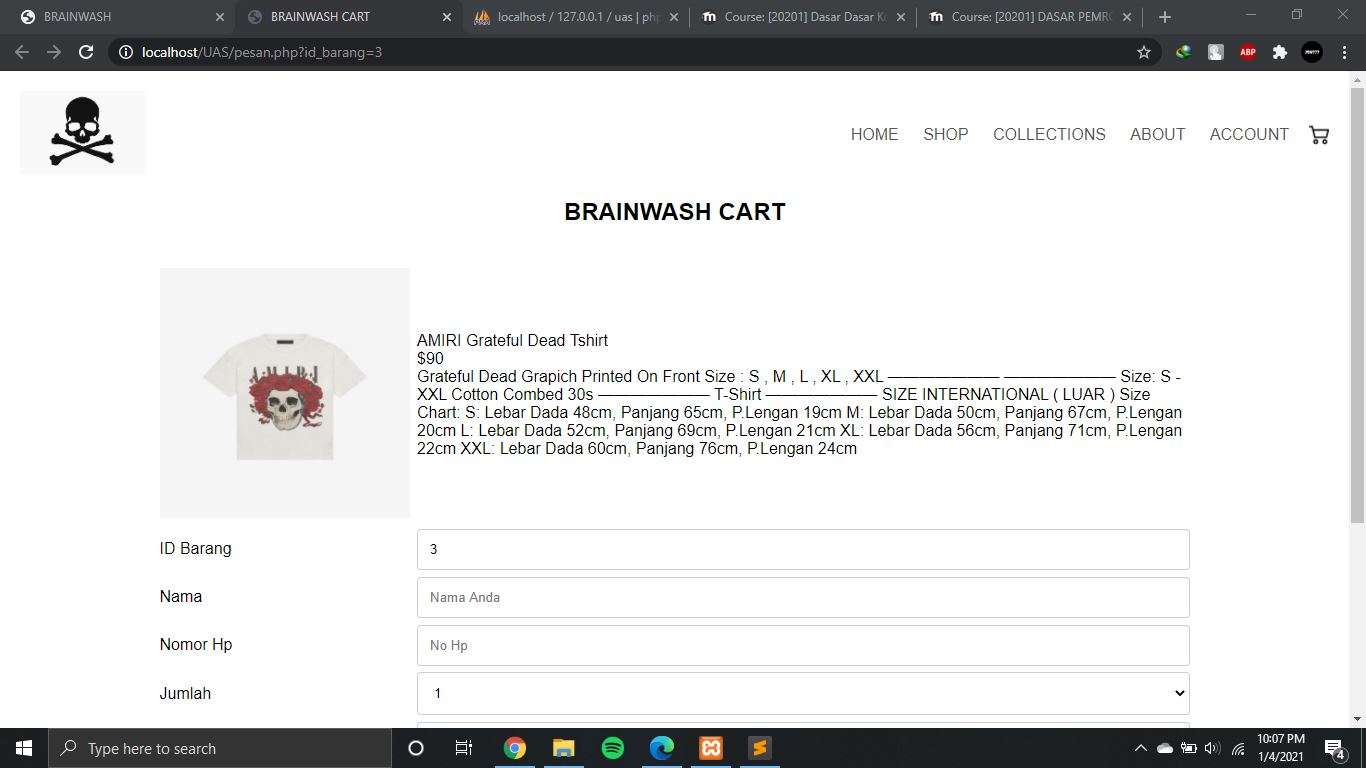 BRAINWASH
BRAINWASH CART
localhost / 127.0.0.1 / uas | php
Course: [20201] Dasar Dasar Ko
Course: [20201] DASAR PEMRO
localhost/UAS/pesan.php?id_barang=3
ABP
HOME SHOP COLLECTIONS ABOUT ACCOUNT
BRAINWASH CART
AMIRI
AMIRI Grateful Dead Tshirt
$90
Grateful Dead Grapich Printed On Front Size : S , M , L , XL , XXL ——————— ——————— Size: S -
XXL Cotton Combed 30s ——————— T-Shirt ——————— SIZE INTERNATIONAL ( LUAR ) Size
Chart: S: Lebar Dada 48cm, Panjang 65cm, P.Lengan 19cm M: Lebar Dada 50cm, Panjang 67cm, P.Lengan
20cm L: Lebar Dada 52cm, Panjang 69cm, P.Lengan 21cm XL: Lebar Dada 56cm, Panjang 71cm, P.Lengan
22cm XXL: Lebar Dada 60cm, Panjang 76cm, P.Lengan 24cm
ID Barang 3
Nama Nama Anda
Nomor Hp No Hp
Jumlah 1
Type here to search
10:07 PM
1/4/2021
4